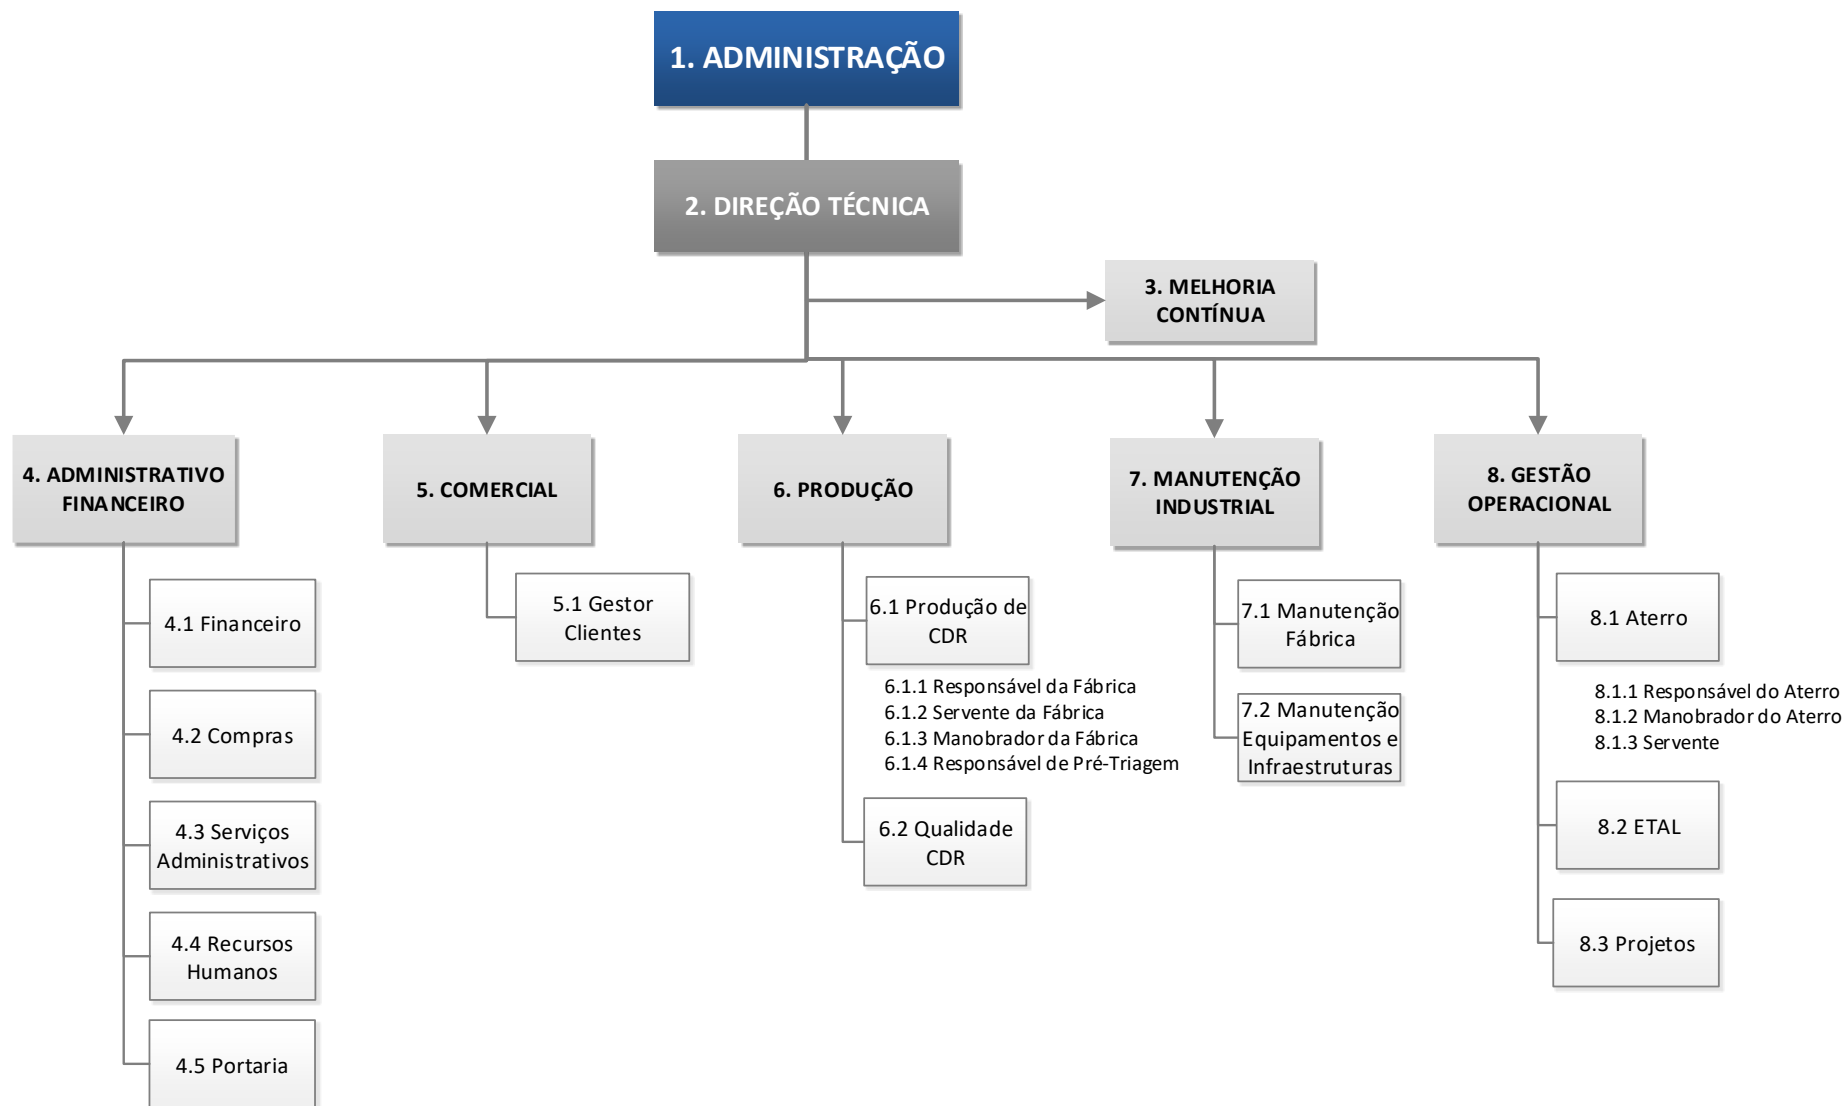 1. ADMINISTRAÇÃO
2. DIREÇÃO TÉCNICA
3. MELHORIA
CONTÍNUA
4. ADMINISTRATIVO
FINANCEIRO
5. COMERCIAL
6. PRODUÇÃO
7. MANUTENÇÃO
INDUSTRIAL
8. GESTÃO
OPERACIONAL
4.1 Financeiro
4.2 Compras
4.3 Serviços
Administrativos
4.4 Recursos
Humanos
4.5 Portaria
5.1 Gestor
Clientes
6.1 Produção de
CDR
6.1.1 Responsável da Fábrica
6.1.2 Servente da Fábrica
6.1.3 Manobrador da Fábrica
6.1.4 Responsável de Pré-Triagem
6.2 Qualidade
CDR
7.1 Manutenção
Fábrica
7.2 Manutenção
Equipamentos e
Infraestruturas
8.1 Aterro
8.1.1 Responsável do Aterro
8.1.2 Manobrador do Aterro
8.1.3 Servente
8.2 ETAL
8.3 Projetos